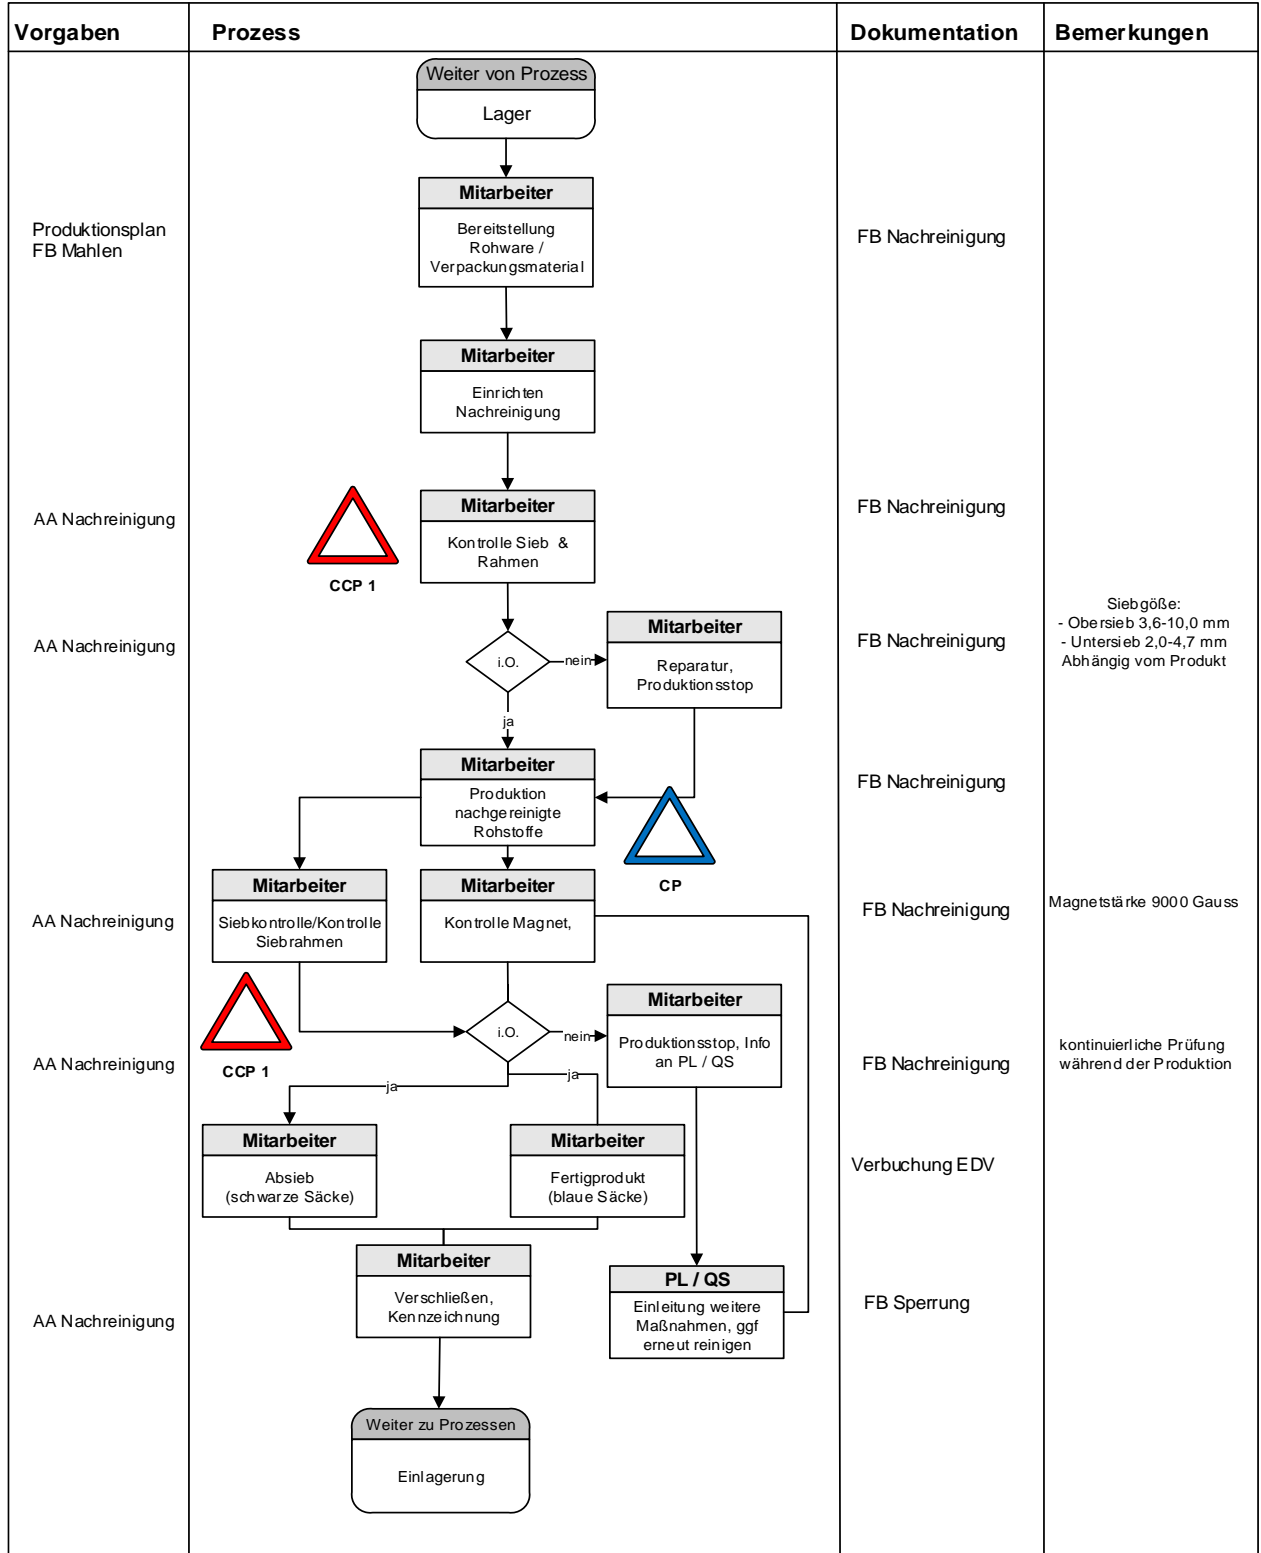 Vorgaben
Prozess
Dokumentation
Bemerkungen
Weiter von Prozess
Lager
Mitarbeiter
Produktionsplan
FB Mahlen
Bereitstellung
Rohware /
Verpackungsmaterial
FB Nachreinigung
Mitarbeiter
Einrichten
Nachreinigung
AA Nachreinigung
CCP 1
Mitarbeiter
Kontrolle Sieb &
Rahmen
FB Nachreinigung
AA Nachreinigung
i.O.
nein
ja
Mitarbeiter
Reparatur,
Produktionsstop
FB Nachreinigung
Siebgöße:
- Obersieb 3,6-10,0 mm
- Untersieb 2,0-4,7 mm
Abhängig vom Produkt
Mitarbeiter
Produktion
nachgereinigte
Rohstoffe
CP
FB Nachreinigung
AA Nachreinigung
Mitarbeiter
Siebkontrolle/Kontrolle
Siebrahmen
Mitarbeiter
Kontrolle Magnet,
FB Nachreinigung
Magnetstärke 9000 Gauss
AA Nachreinigung
CCP 1
i.O.
nein
ja
ja
Mitarbeiter
Produktionsstop, Info
an PL / QS
FB Nachreinigung
kontinuierliche Prüfung
während der Produktion
Mitarbeiter
Absieb
(schwarze Säcke)
Mitarbeiter
Fertigprodukt
(blaue Säcke)
Verbuchung EDV
AA Nachreinigung
Mitarbeiter
Verschließen,
Kennzeichnung
PL / QS
Einleitung weitere
Maßnahmen, ggf
erneut reinigen
FB Sperrung
Weiter zu Prozessen
Einlagerung